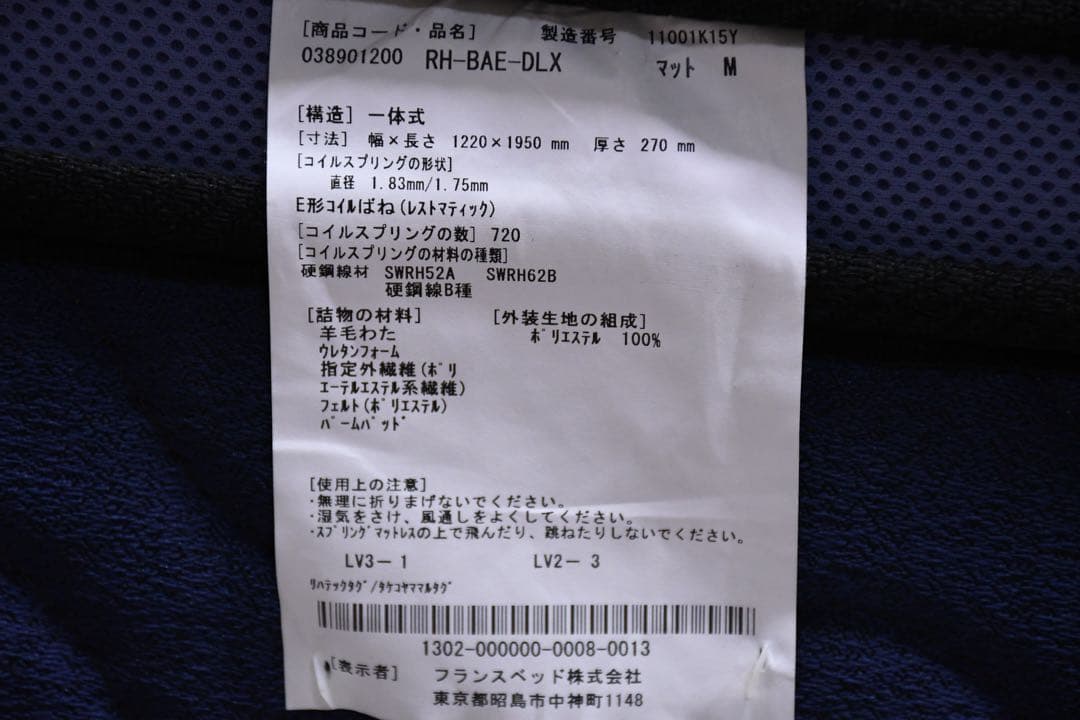 [商品コード・品名] 製造番号 11001K15Y
038901200 RH-BAE-DLX マット M
[構造] 一体式
[寸法] 幅×長さ 1220×1950 mm 厚さ 270 mm
[コイルスプリングの形状]
直径 1.83mm/1.75mm
E形コイルばね(レストマティック)
[コイルスプリングの数] 720
[コイルスプリングの材料の種類]
硬鋼線材 SWRH52A SWRH62B
硬鋼線B種
[詰物の材料] [外装生地の組成]
羊毛わた ポリエステル 100%
ウレタンフォーム
指定外繊維(ポリ
エーテルエステル系繊維)
フェルト(ポリエステル)
パームパッド
[使用上の注意]
・無理に折りまげないでください。
・湿気をさけ、風通しをよくしてください。
・スプリングマットレスの上で飛んだり、跳ねたりしないでください。
LV3－1 LV2－3
リハテックタグ/タケコヤママルタグ
1302-000000-0008-0013
[表示者] フランスベッド株式会社
東京都昭島市中神町1148